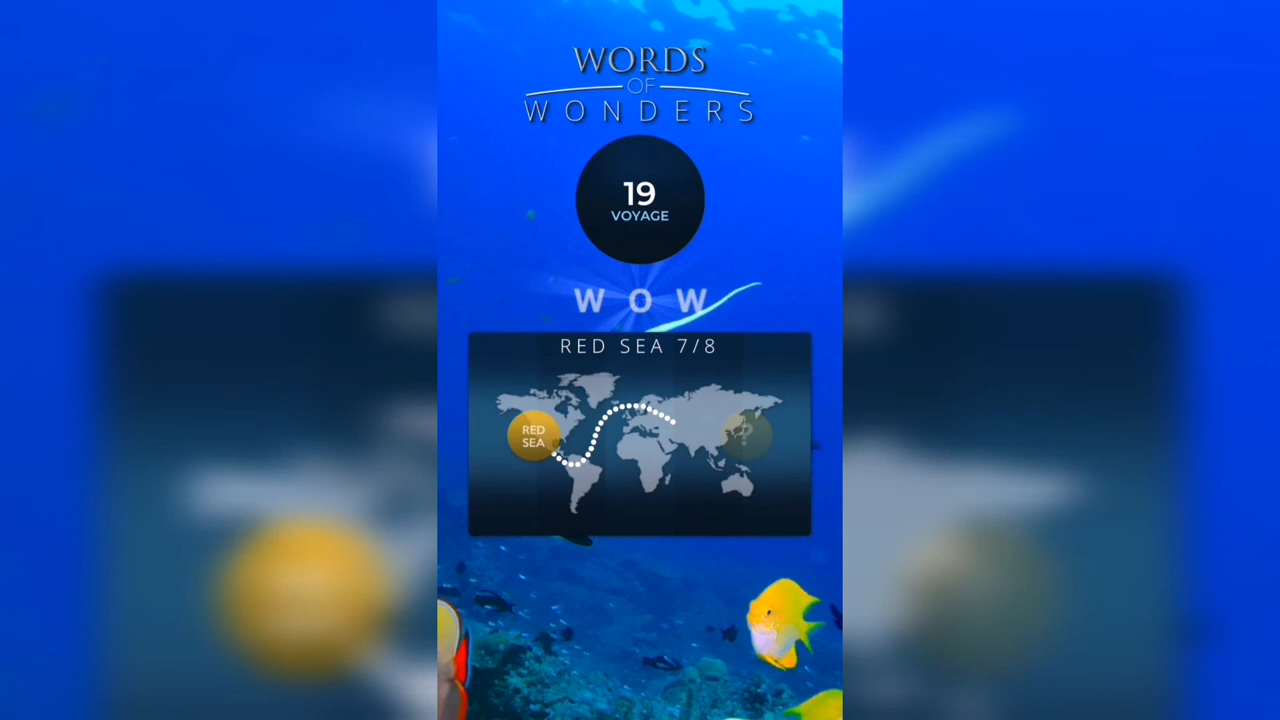 WORDS
OF
WONDERS
19
VOYAGE
WOW
RED SEA 7/8
RED
SEA
?